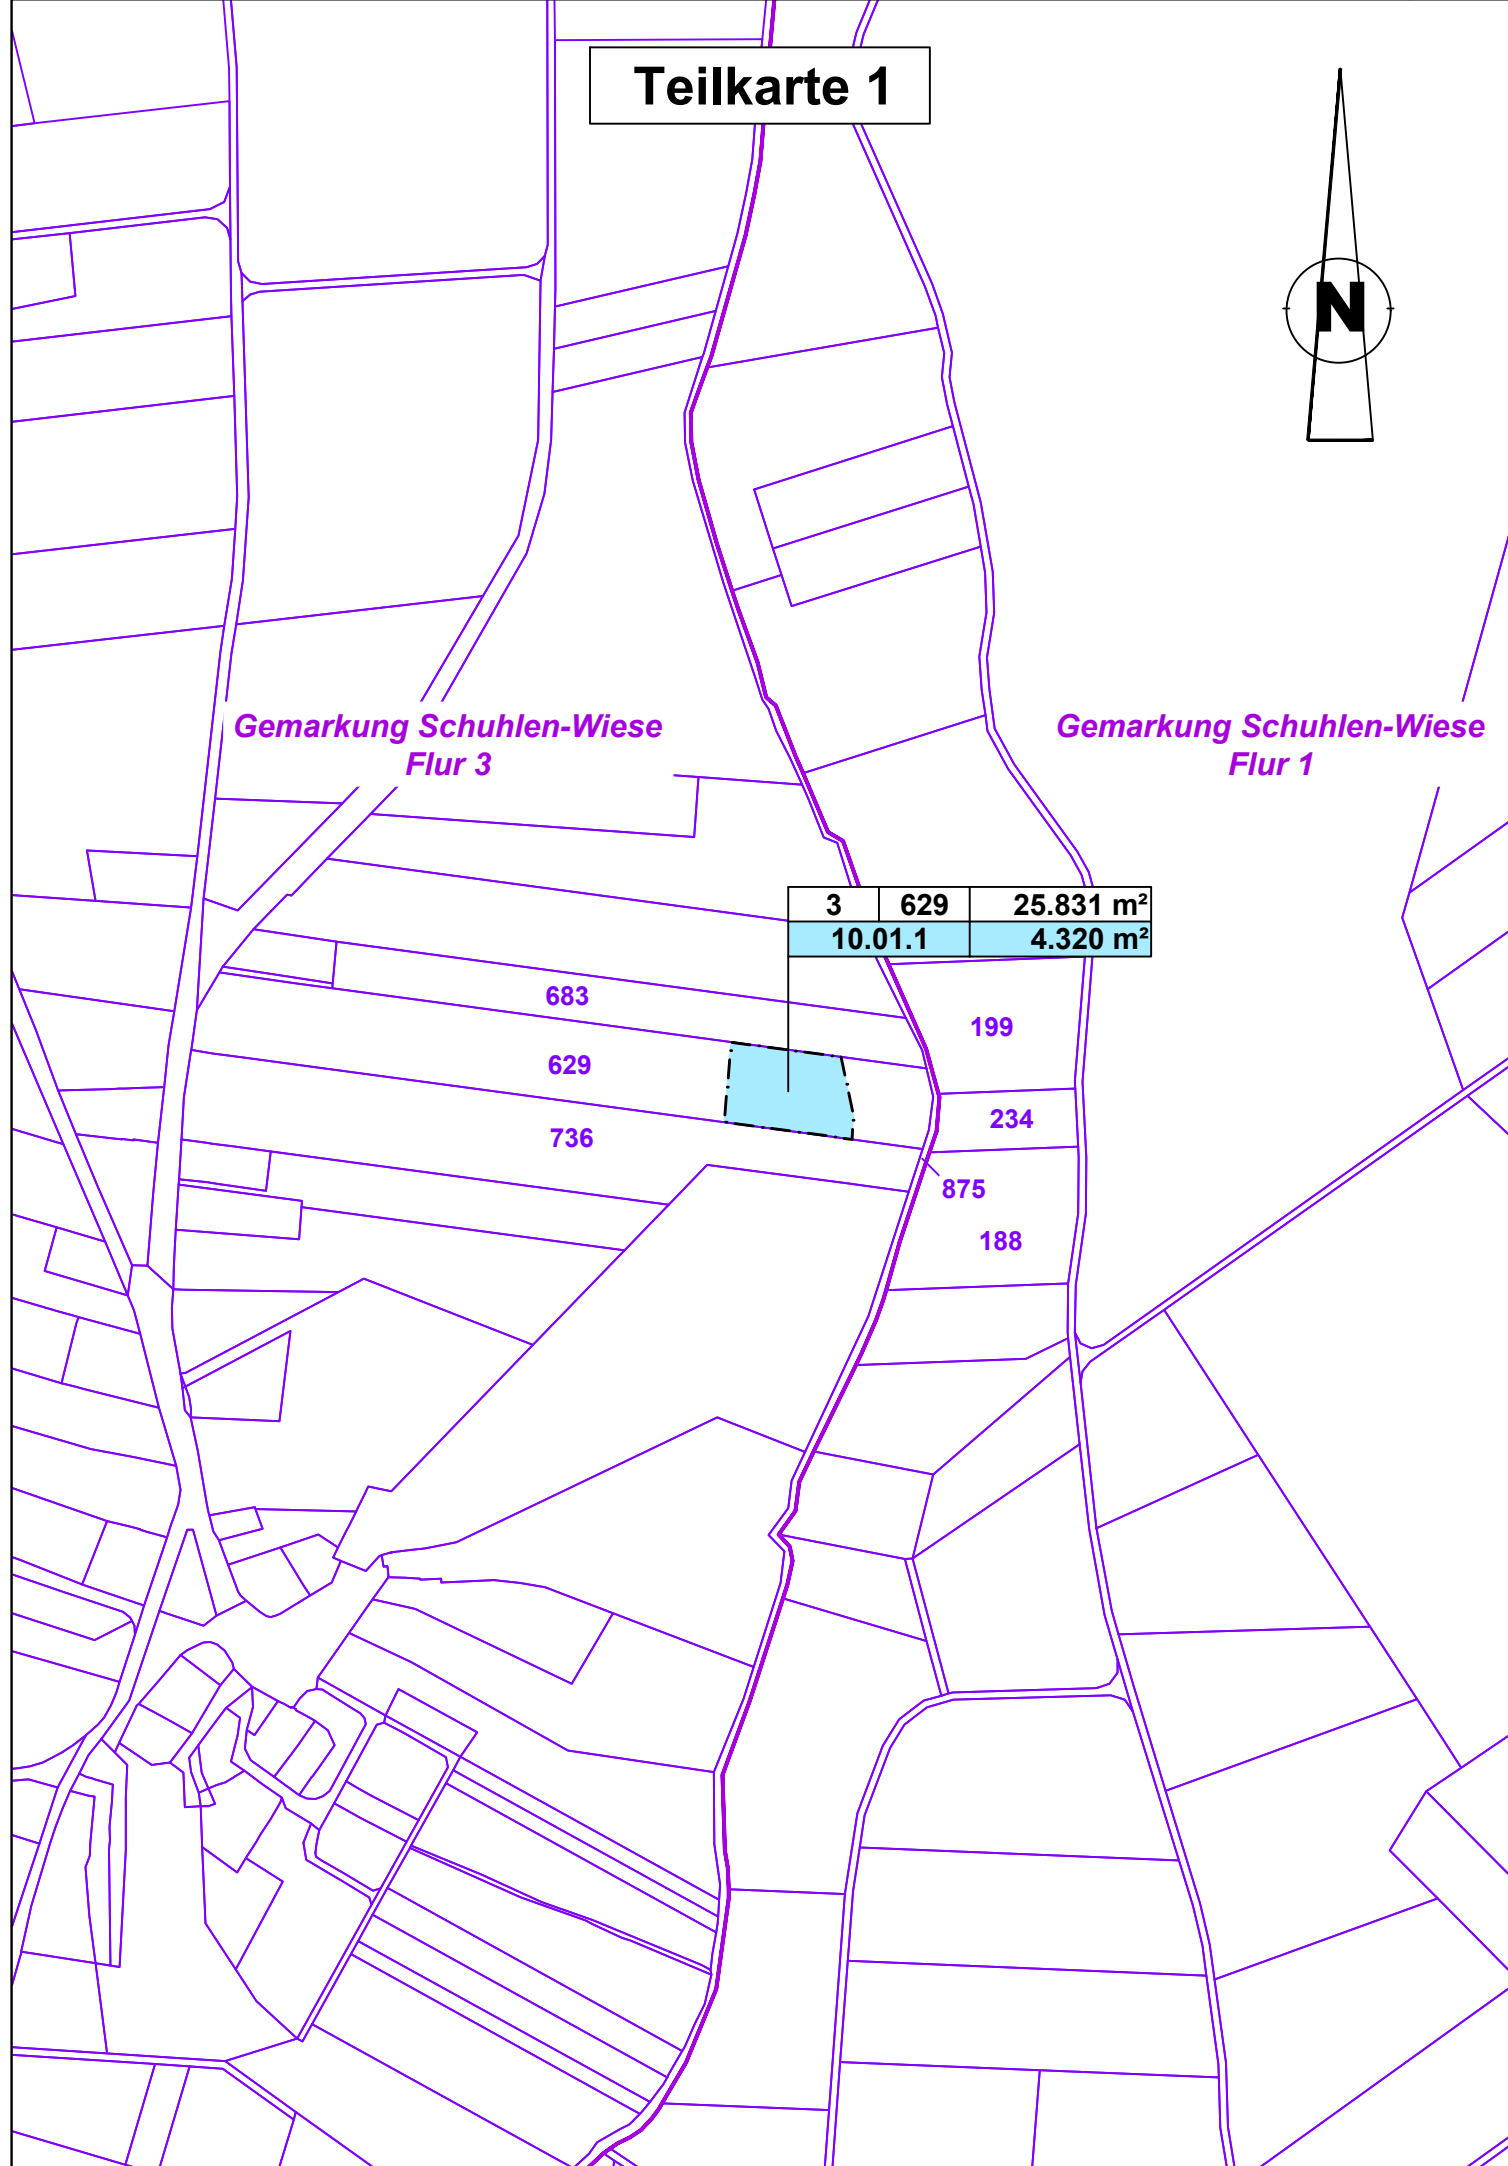 Teilkarte 1
N
Gemarkung Schuhlen-Wiese
Flur 3
Gemarkung Schuhlen-Wiese
Flur 1
3 629 25.831 m²
10.01.1 4.320 m²
683
199
629
234
736
875
188